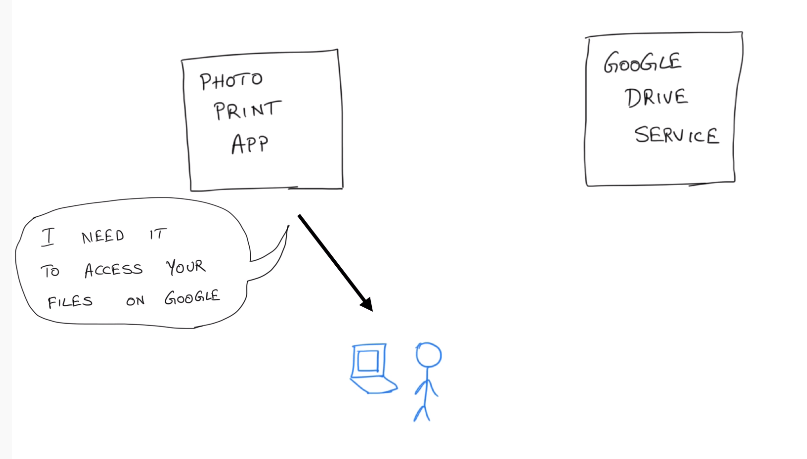 PHOTO
PRINT
APP
GOOGLE
DRIVE
SERVICE
I NEED IT
TO ACCESS YOUR
FILES ON GOOGLE